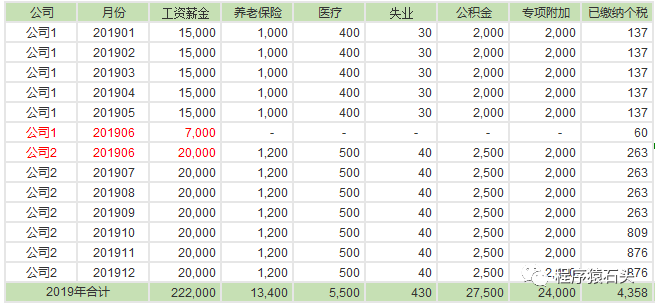 公司 月份 工资薪金 养老保险 医疗 失业 公积金 专项附加 已缴纳个税
公司1 201901 15,000 1,000 400 30 2,000 2,000 137
公司1 201902 15,000 1,000 400 30 2,000 2,000 137
公司1 201903 15,000 1,000 400 30 2,000 2,000 137
公司1 201904 15,000 1,000 400 30 2,000 2,000 137
公司1 201905 15,000 1,000 400 30 2,000 2,000 137
公司1 201906 7,000 - - - - - 60
公司2 201906 20,000 1,200 500 40 2,500 2,000 263
公司2 201907 20,000 1,200 500 40 2,500 2,000 263
公司2 201908 20,000 1,200 500 40 2,500 2,000 263
公司2 201909 20,000 1,200 500 40 2,500 2,000 263
公司2 201910 20,000 1,200 500 40 2,500 2,000 809
公司2 201911 20,000 1,200 500 40 2,500 2,000 876
公司2 201912 20,000 1,200 500 40 2,500 2,000 876
程序猿石头
2019年合计 222,000 13,400 5,500 430 27,500 24,000 4,358